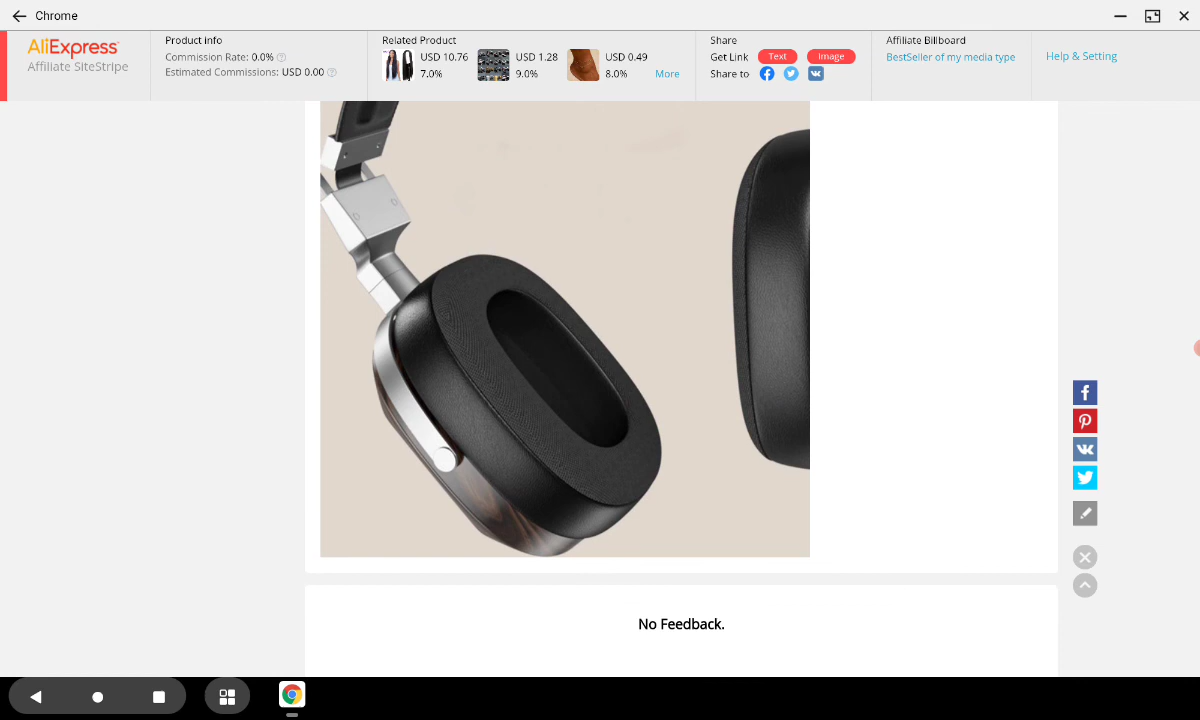 Chrome
AliExpress
Affiliate SiteStripe
Product info
Commission Rate: 0.0%
Estimated Commissions: USD 0.00
Related Product
USD 10.76
7.0%
USD 1.28
9.0%
USD 0.49
8.0%
More
Share
Get Link Text Image
Share to
Affiliate Billboard
BestSeller of my media type
Help & Setting
No Feedback.